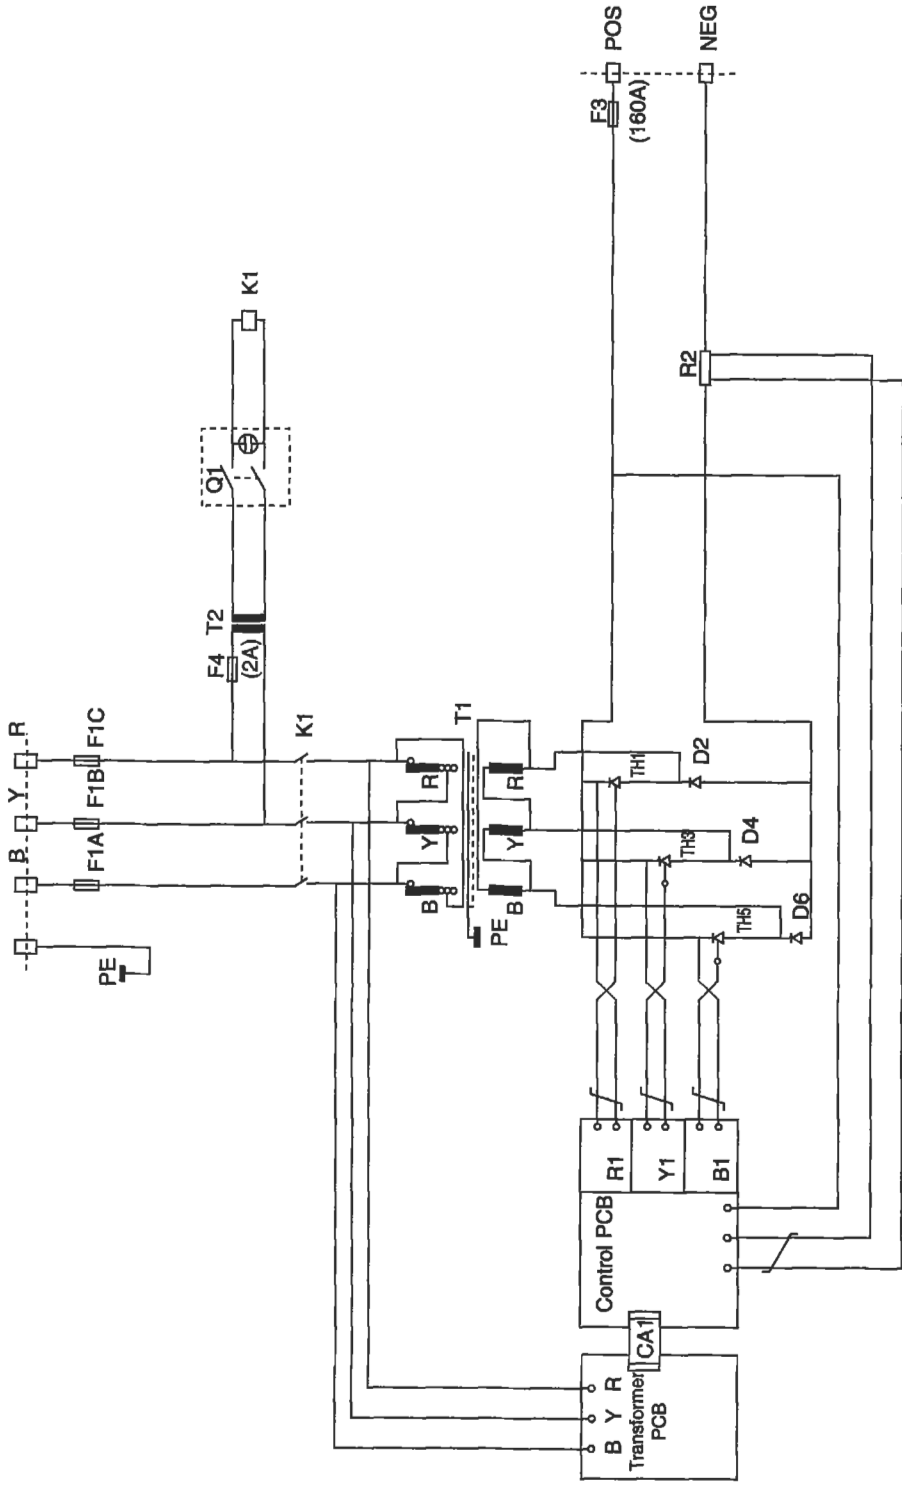 B Y R
F1A F1B F1C
PE
F4
(2A)
T2
Q1
K1
K1
T1
B Y R
B Y R
PE
F3
(160A)
POS
NEG
R2
TH1
D2
TH3
D4
TH5
D6
R1
Y1
B1
Control PCB
CA1
B Y R
Transformer
PCB